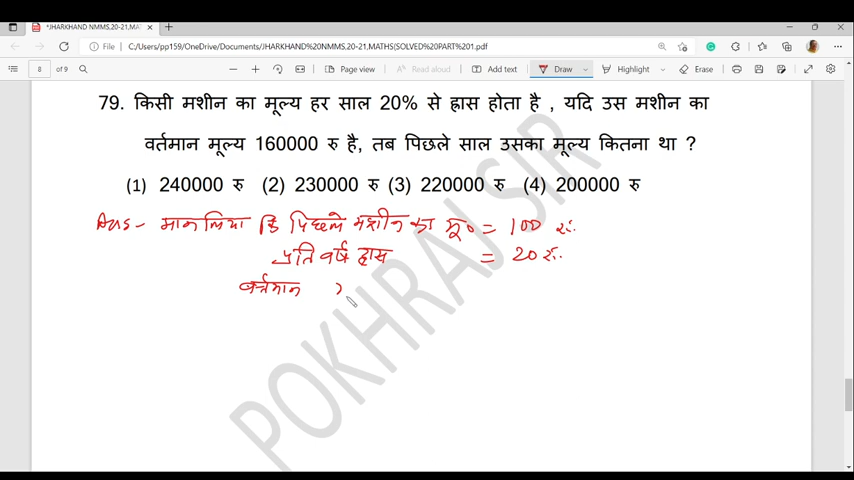 *JHARKHAND NMMS,20-21,MATH
File
C:/Users/pp159/OneDrive/Documents/JHARKHAND%20NMMS,20-21,MATHS(SOLVED%20PART%201.pdf
8 of 9
Page view
Read aloud
Add text
Draw
Highlight
Erase
79. किसी मशीन का मूल्य हर साल 20% से ह्रास होता है , यदि उस मशीन का
वर्तमान मूल्य 160000 रु है, तब पिछले साल उसका मूल्य कितना था ?
(1) 240000 रु (2) 230000 रु (3) 220000 रु (4) 200000 रु
Ans - मान लिया कि पिछले मशीन का मू० = 100 रु.
प्रति वर्ष ह्रास = 20 रु.
वर्त्तमान
POKHRAJ SIR